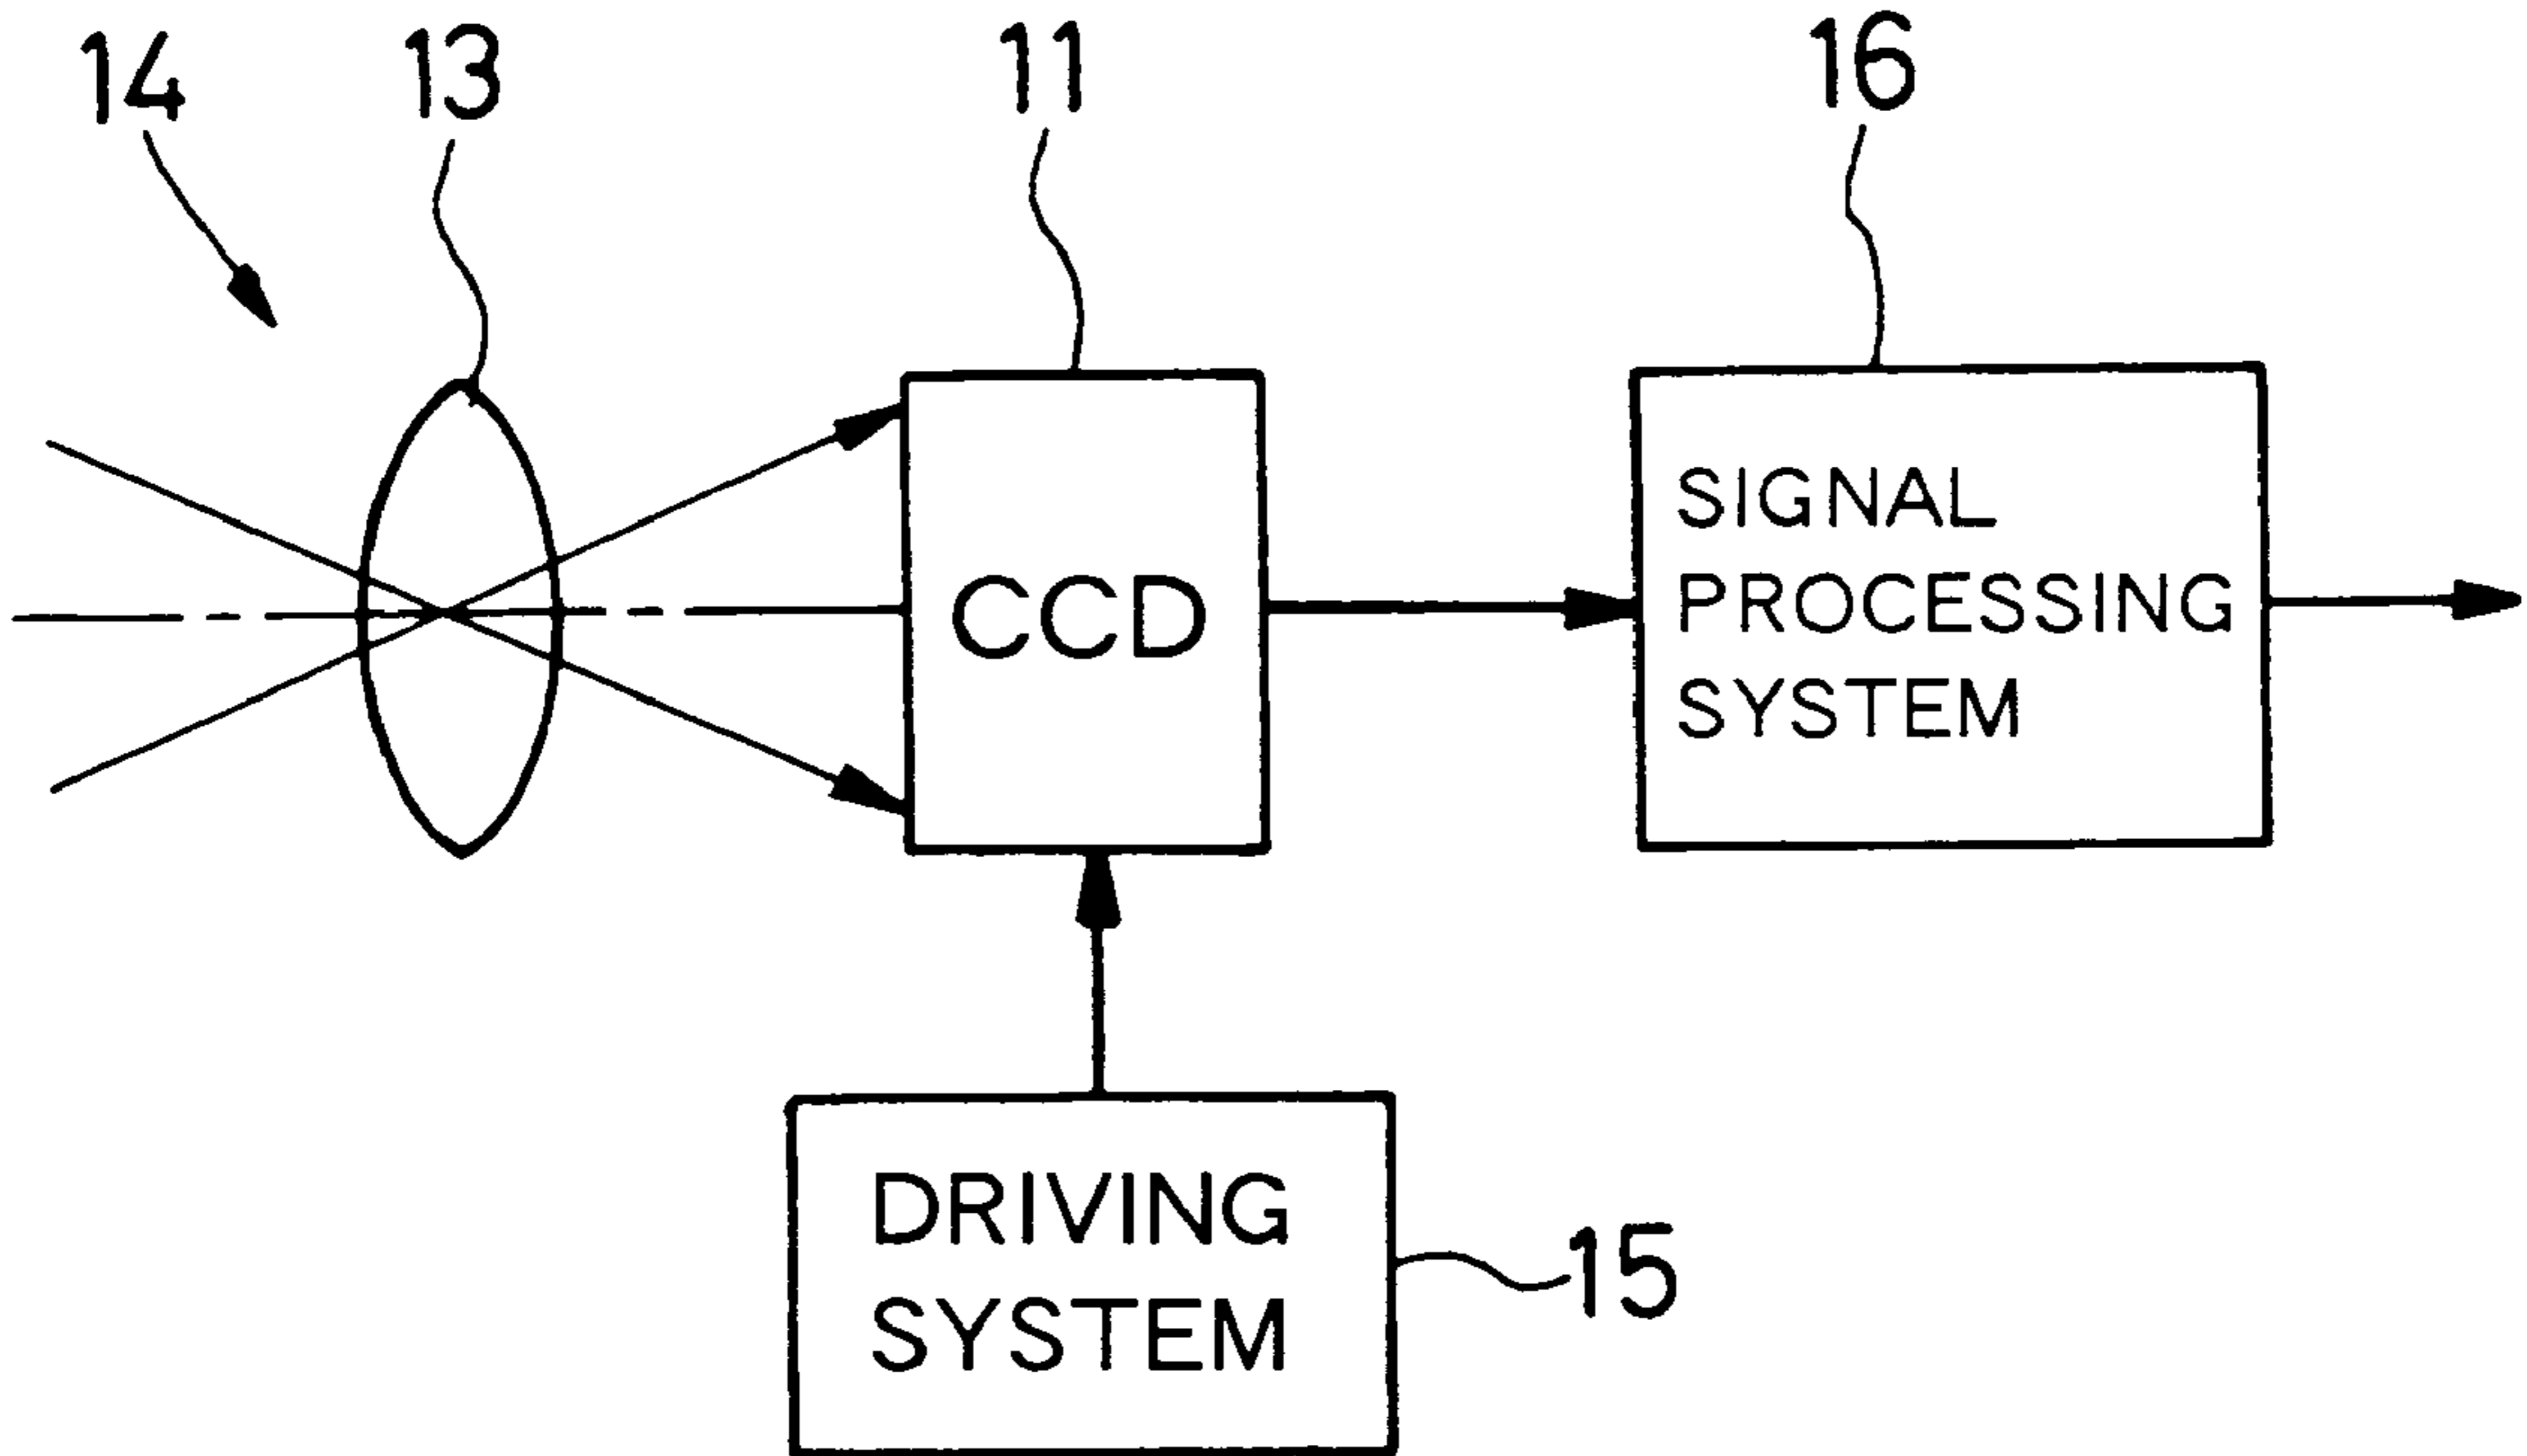 14
13
11
16
CCD
SIGNAL
PROCESSING
SYSTEM
DRIVING
SYSTEM
15